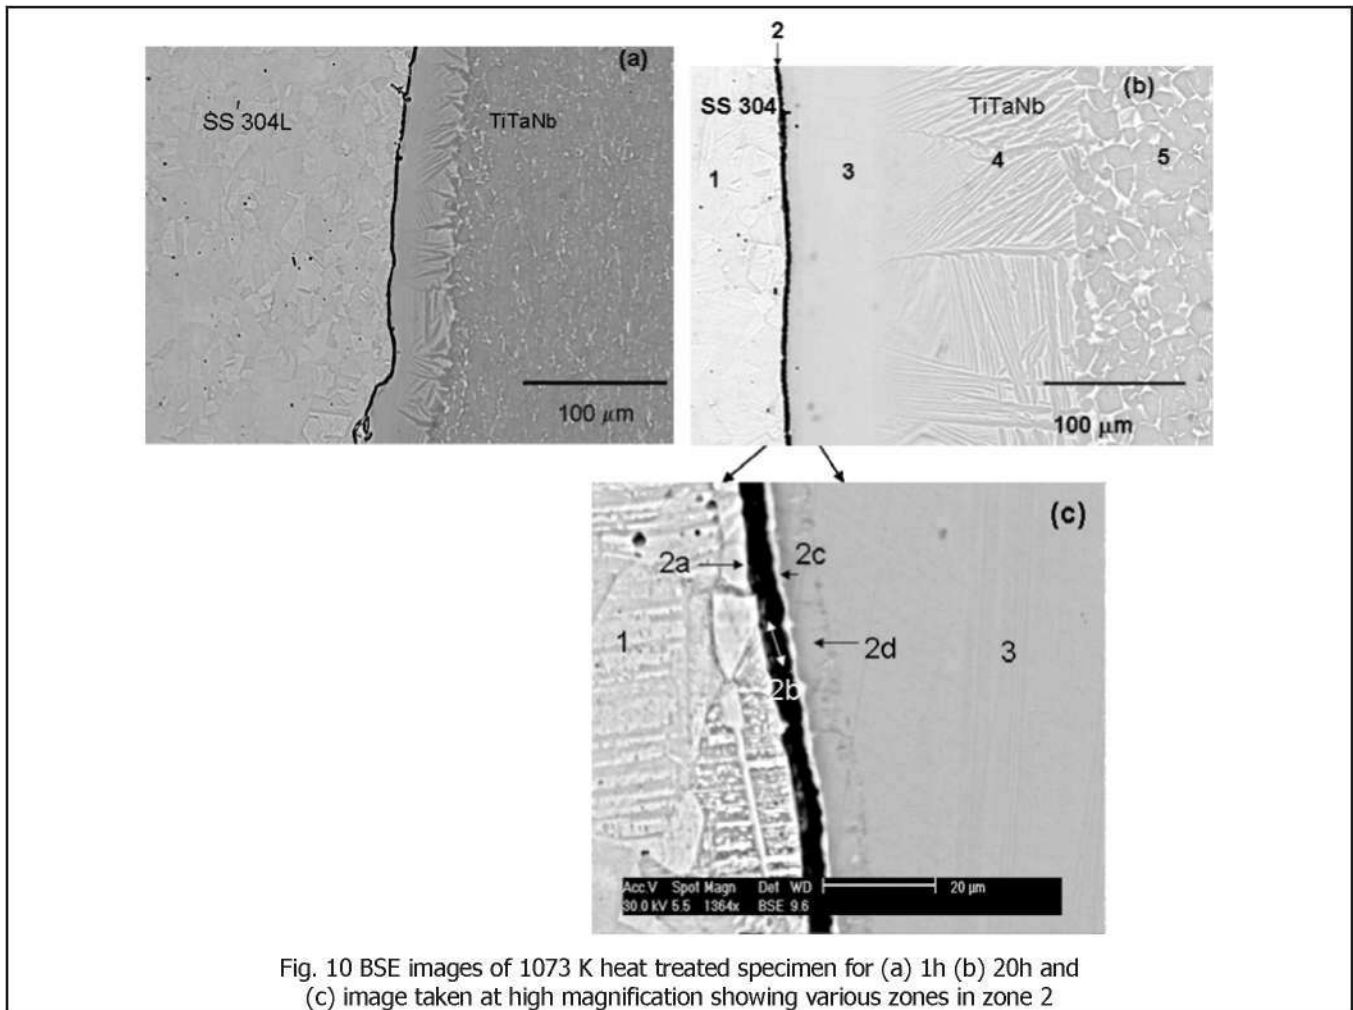 2
(a)
SS 304L
TiTaNb
100 μm
SS 304L
TiTaNb
(b)
1
3
4
5
100 μm
(c)
2a
2c
1
2d
3
2b
Acc.V Spot Magn Det WD
20 μm
30.0 kV 5.5 1364x BSE 9.6
Fig. 10 BSE images of 1073 K heat treated specimen for (a) 1h (b) 20h and
(c) image taken at high magnification showing various zones in zone 2